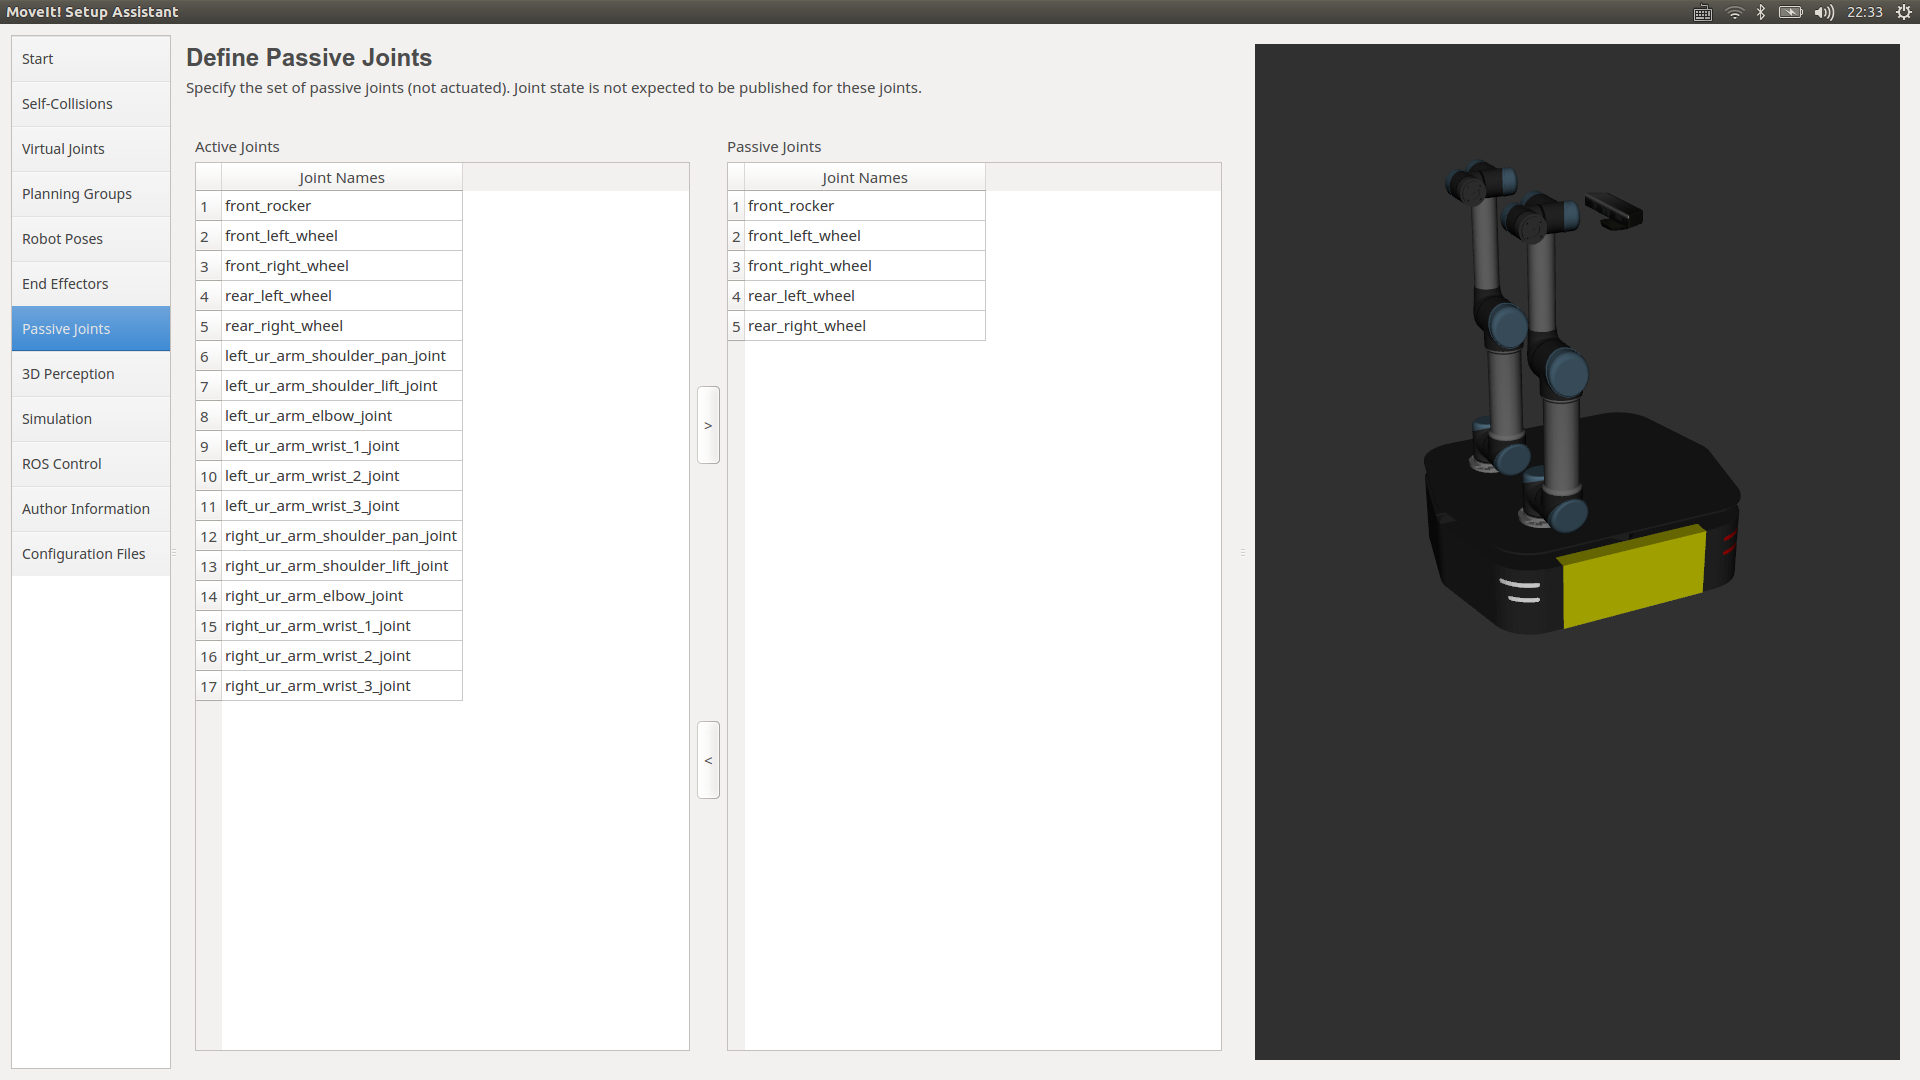 MoveIt! Setup Assistant
22:33
Start
Self-Collisions
Virtual Joints
Planning Groups
Robot Poses
End Effectors
Passive Joints
3D Perception
Simulation
ROS Control
Author Information
Configuration Files
Define Passive Joints
Specify the set of passive joints (not actuated). Joint state is not expected to be published for these joints.
Active Joints
Joint Names
1 front_rocker
2 front_left_wheel
3 front_right_wheel
4 rear_left_wheel
5 rear_right_wheel
6 left_ur_arm_shoulder_pan_joint
7 left_ur_arm_shoulder_lift_joint
8 left_ur_arm_elbow_joint
9 left_ur_arm_wrist_1_joint
10 left_ur_arm_wrist_2_joint
11 left_ur_arm_wrist_3_joint
12 right_ur_arm_shoulder_pan_joint
13 right_ur_arm_shoulder_lift_joint
14 right_ur_arm_elbow_joint
15 right_ur_arm_wrist_1_joint
16 right_ur_arm_wrist_2_joint
17 right_ur_arm_wrist_3_joint
>
<
Passive Joints
Joint Names
1 front_rocker
2 front_left_wheel
3 front_right_wheel
4 rear_left_wheel
5 rear_right_wheel